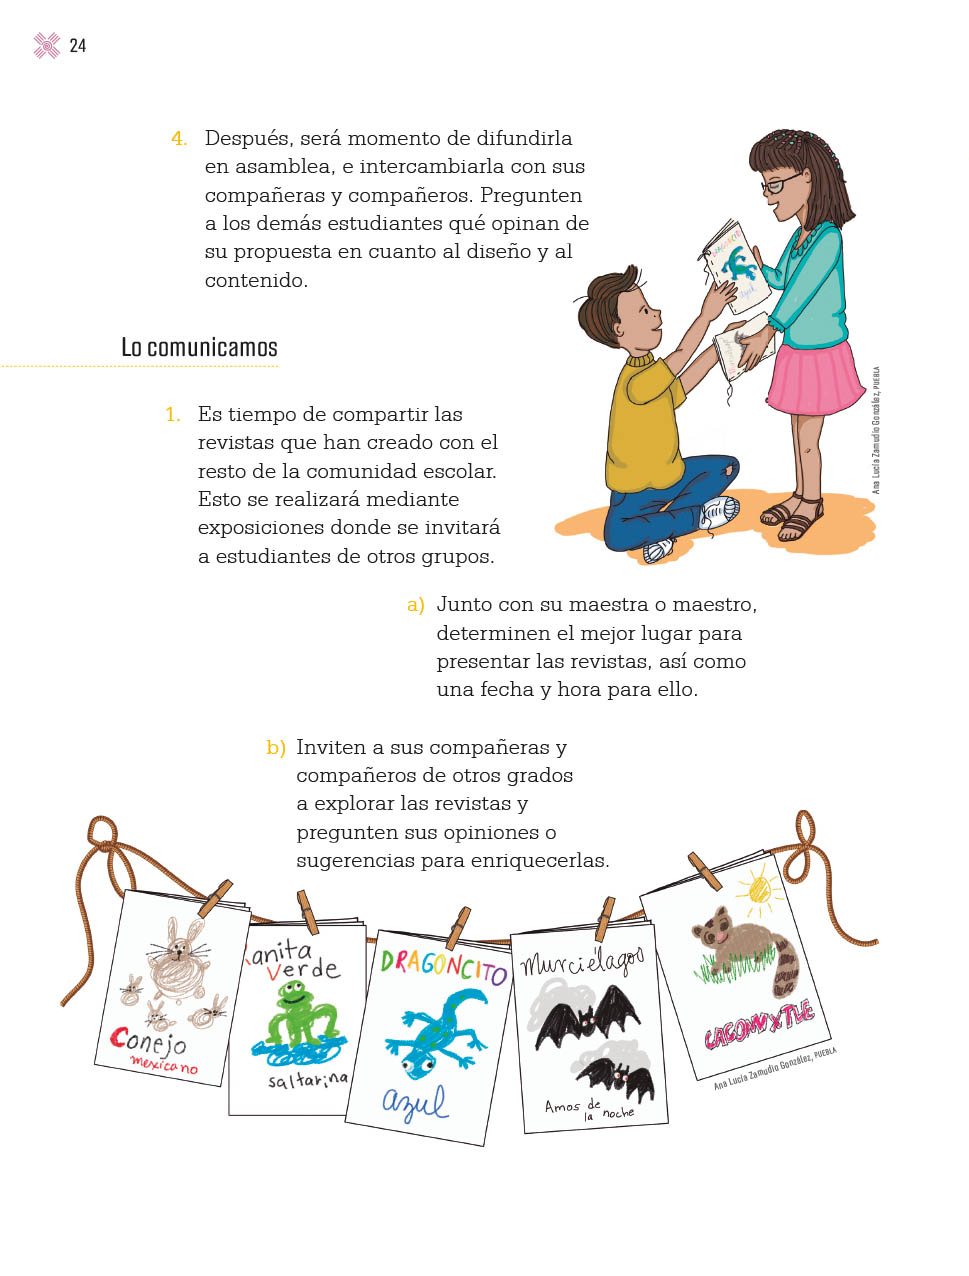 24
4. Después, será momento de difundirla
en asamblea, e intercambiarla con sus
compañeras y compañeros. Pregunten
a los demás estudiantes qué opinan de
su propuesta en cuanto al diseño y al
contenido.
DRAGONCITO
azul
Ana Lucía Zamudio González, PUEBLA
Lo comunicamos
1. Es tiempo de compartir las
revistas que han creado con el
resto de la comunidad escolar.
Esto se realizará mediante
exposiciones donde se invitará
a estudiantes de otros grupos.
a) Junto con su maestra o maestro,
determinen el mejor lugar para
presentar las revistas, así como
una fecha y hora para ello.
b) Inviten a sus compañeras y
compañeros de otros grados
a explorar las revistas y
pregunten sus opiniones o
sugerencias para enriquecerlas.
Conejo
mexicano
Ranita
Verde
saltarina
DRAGONCITO
azul
Murciélagos
Amos de
la noche
CACOMIXTLE
Ana Lucía Zamudio González, PUEBLA